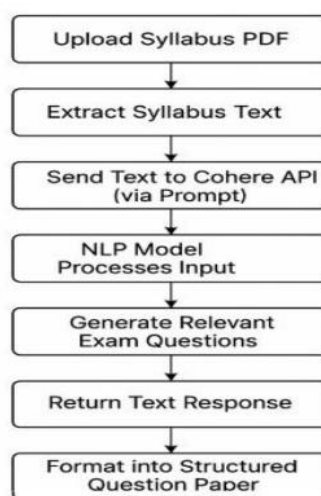 Upload Syllabus PDF
Extract Syllabus Text
Send Text to Cohere API
(via Prompt)
NLP Model
Processes Input
Generate Relevant
Exam Questions
Return Text Response
Format into Structured
Question Paper